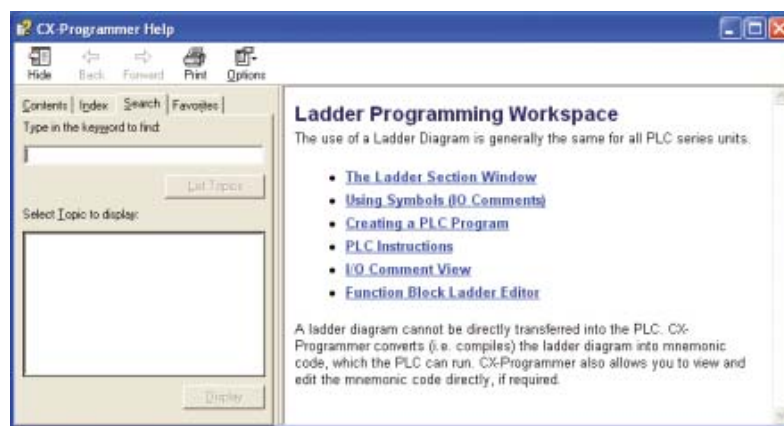 CX-Programmer Help
Hide Back Forward Print Options
Contents Index Search Favorites
Type in the keyword to find:
List Topics
Select Topic to display:
Display
Ladder Programming Workspace
The use of a Ladder Diagram is generally the same for all PLC series units.
• The Ladder Section Window
• Using Symbols (IO Comments)
• Creating a PLC Program
• PLC Instructions
• I/O Comment View
• Function Block Ladder Editor
A ladder diagram cannot be directly transferred into the PLC. CX-
Programmer converts (i.e. compiles) the ladder diagram into mnemonic
code, which the PLC can run. CX-Programmer also allows you to view and
edit the mnemonic code directly, if required.